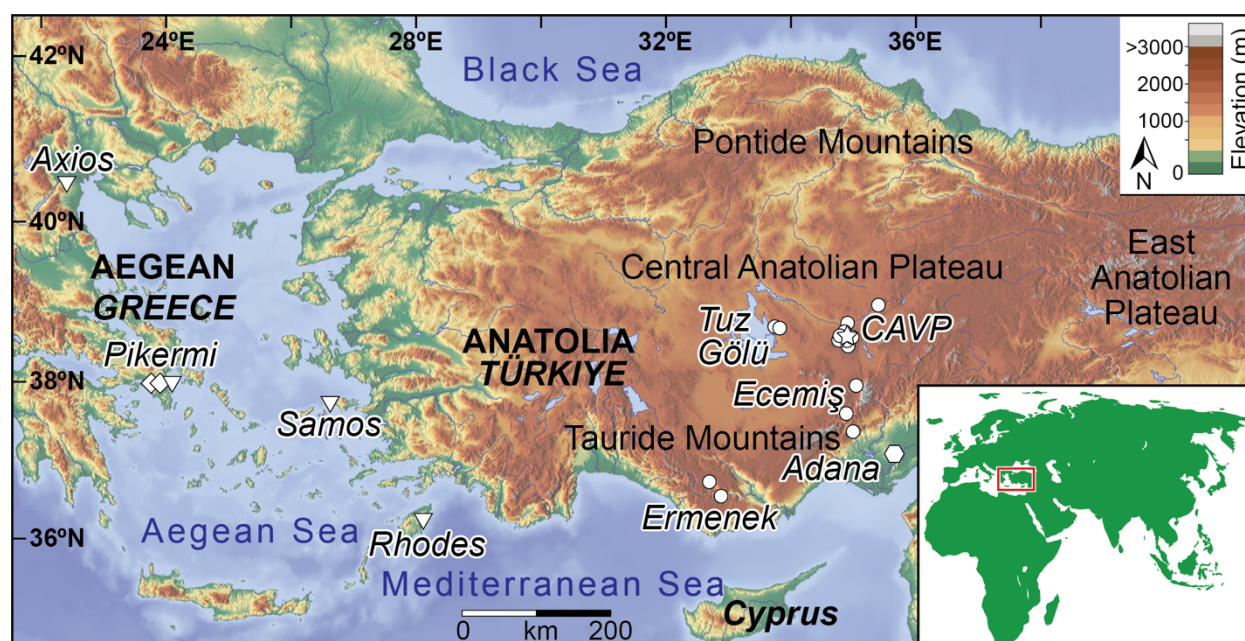 42ºN
24ºE
28ºE
32ºE
36ºE
Black Sea
>3000
2000
1000
0
Elevation (m)
N
Pontide Mountains
Axios
40ºN
AEGEAN
GREECE
Central Anatolian Plateau
East
Anatolian
Plateau
Tuz
Gölü
CAVP
ANATOLIA
TÜRKIYE
Pikermi
38ºN
Ecemiş
Samos
Tauride Mountains
Adana
Ermenek
Aegean Sea
36ºN
Rhodes
Mediterranean Sea
Cyprus
0 km 200